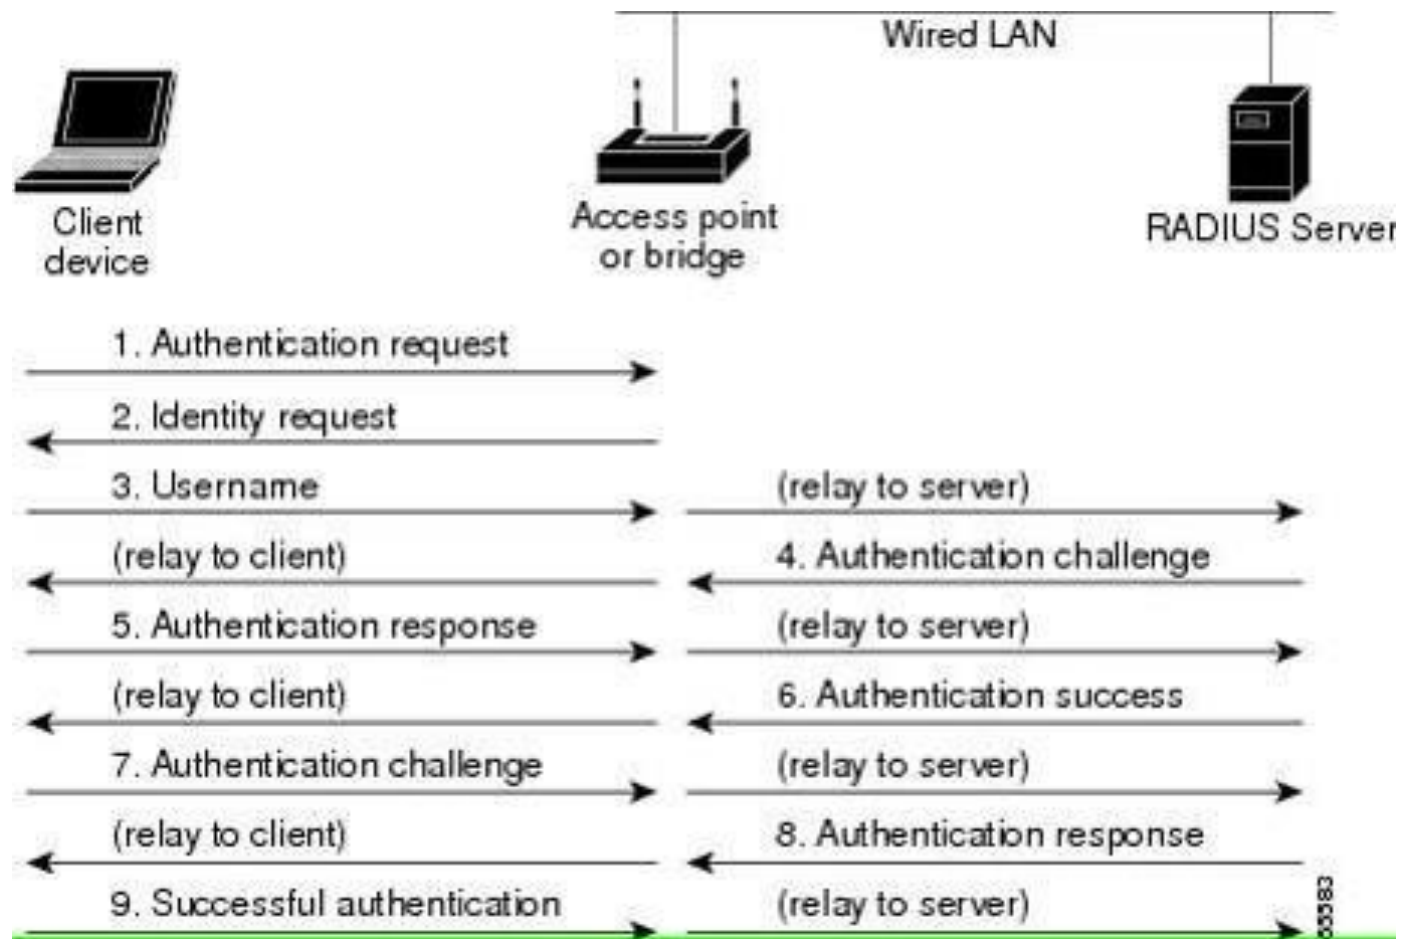 Wired LAN
Client
device
Access point
or bridge
RADIUS Server
1. Authentication request
2. Identity request
3. Username
(relay to server)
(relay to client)
4. Authentication challenge
5. Authentication response
(relay to server)
(relay to client)
6. Authentication success
7. Authentication challenge
(relay to server)
(relay to client)
8. Authentication response
9. Successful authentication
(relay to server)
65583